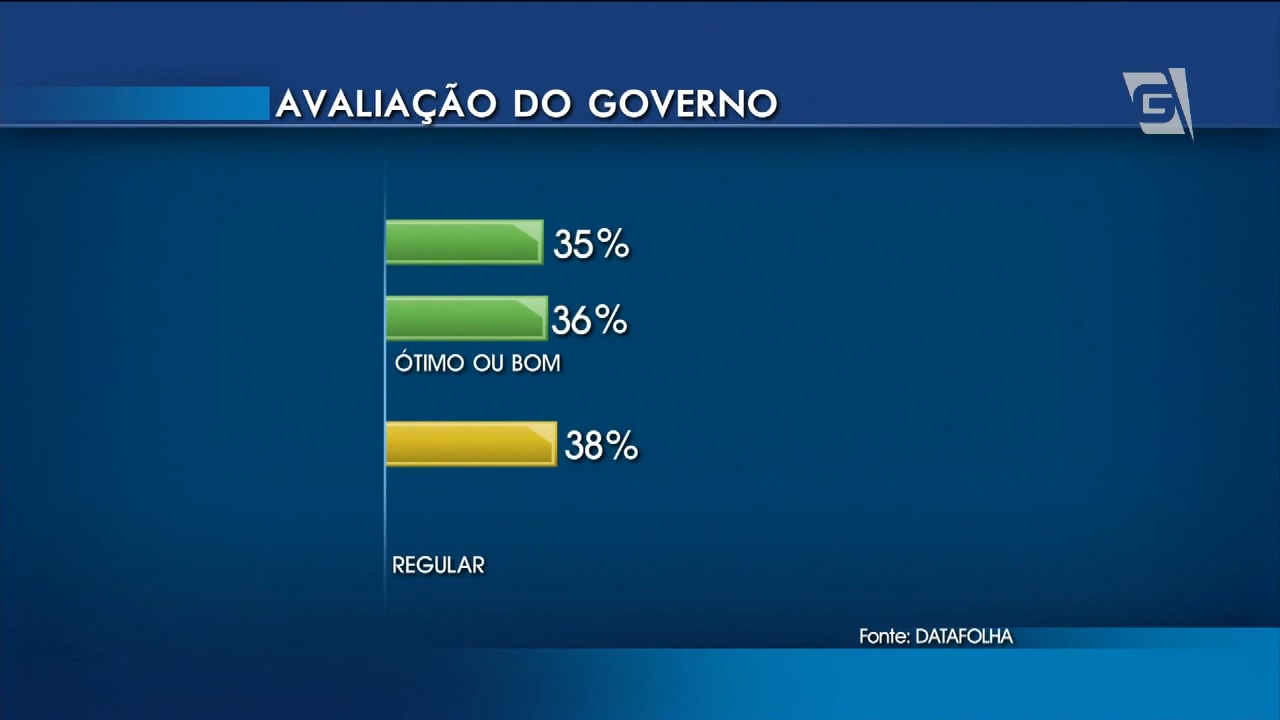 AVALIAÇÃO DO GOVERNO
35%
36%
ÓTIMO OU BOM
38%
REGULAR
Fonte: DATAFOLHA